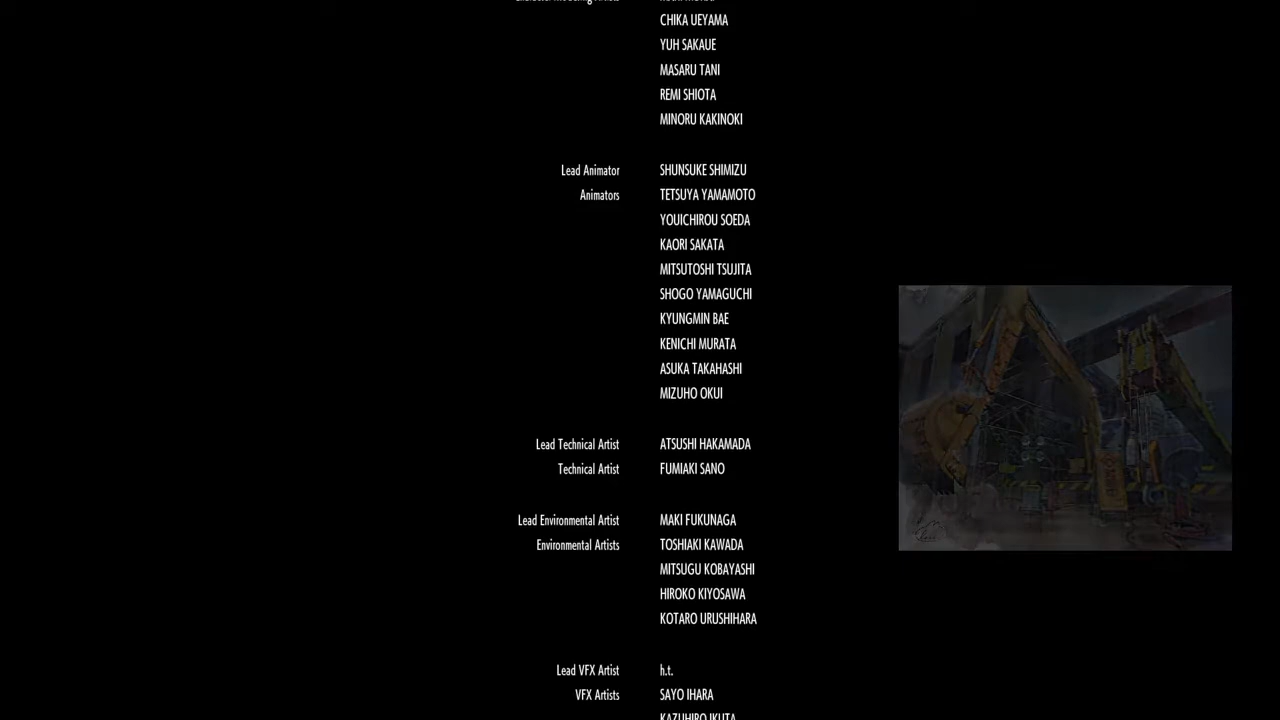 CHIKA UEYAMA
YUH SAKAUE
MASARU TANI
REMI SHIOTA
MINORU KAKINOKI
Lead Animator SHUNSUKE SHIMIZU
Animators TETSUYA YAMAMOTO
YOUICHIROU SOEDA
KAORI SAKATA
MITSUTOSHI TSUJITA
SHOGO YAMAGUCHI
KYUNGMIN BAE
KENICHI MURATA
ASUKA TAKAHASHI
MIZUHO OKUI
Lead Technical Artist ATSUSHI HAKAMADA
Technical Artist FUMIAKI SANO
Lead Environmental Artist MAKI FUKUNAGA
Environmental Artists TOSHIAKI KAWADA
MITSUGU KOBAYASHI
HIROKO KIYOSAWA
KOTARO URUSHIHARA
Lead VFX Artist h.t.
VFX Artists SAYO IHARA
KAZUHIRO IKUTA